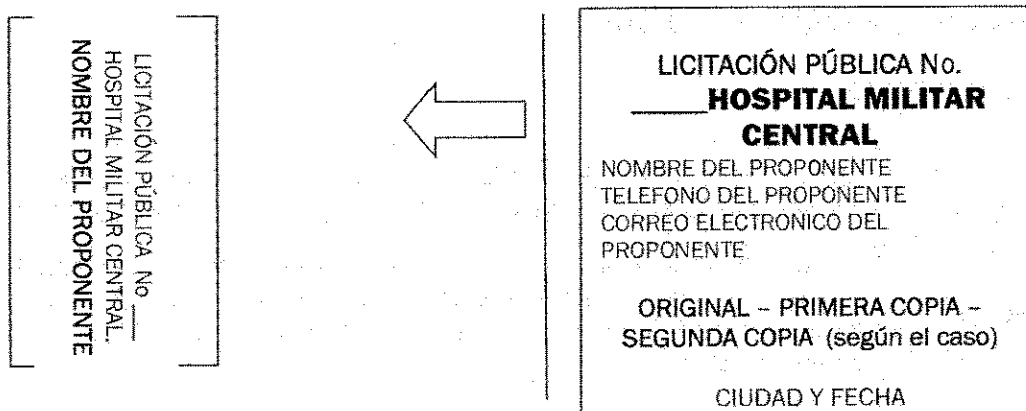 LICITACIÓN PÚBLICA No ___
HOSPITAL MILITAR CENTRAL.
NOMBRE DEL PROPONENTE
LICITACIÓN PÚBLICA No.
_____HOSPITAL MILITAR
CENTRAL
NOMBRE DEL PROPONENTE
TELEFONO DEL PROPONENTE
CORREO ELECTRONICO DEL
PROPONENTE
ORIGINAL – PRIMERA COPIA –
SEGUNDA COPIA (según el caso)
CIUDAD Y FECHA